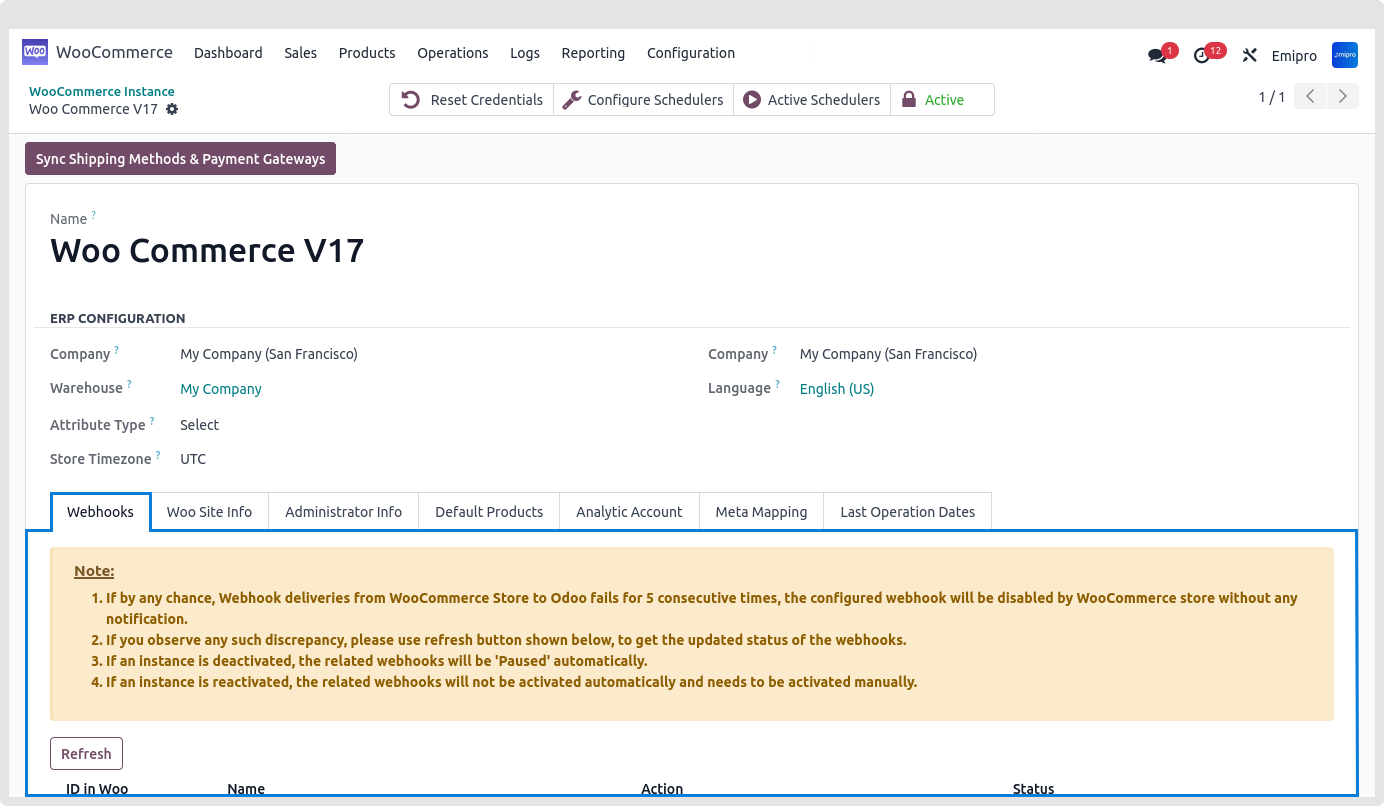 Woo WooCommerce Dashboard Sales Products Operations Logs Reporting Configuration 1 12 Emipro Jmipro
WooCommerce Instance
Woo Commerce V17
Reset Credentials Configure Schedulers Active Schedulers Active
1 / 1
Sync Shipping Methods & Payment Gateways
Name ?
Woo Commerce V17
ERP CONFIGURATION
Company ? My Company (San Francisco) Company ? My Company (San Francisco)
Warehouse ? My Company Language ? English (US)
Attribute Type ? Select
Store Timezone ? UTC
Webhooks Woo Site Info Administrator Info Default Products Analytic Account Meta Mapping Last Operation Dates
Note:
1. If by any chance, Webhook deliveries from WooCommerce Store to Odoo fails for 5 consecutive times, the configured webhook will be disabled by WooCommerce store without any
notification.
2. If you observe any such discrepancy, please use refresh button shown below, to get the updated status of the webhooks.
3. If an instance is deactivated, the related webhooks will be 'Paused' automatically.
4. If an instance is reactivated, the related webhooks will not be activated automatically and needs to be activated manually.
Refresh
ID in Woo Name Action Status